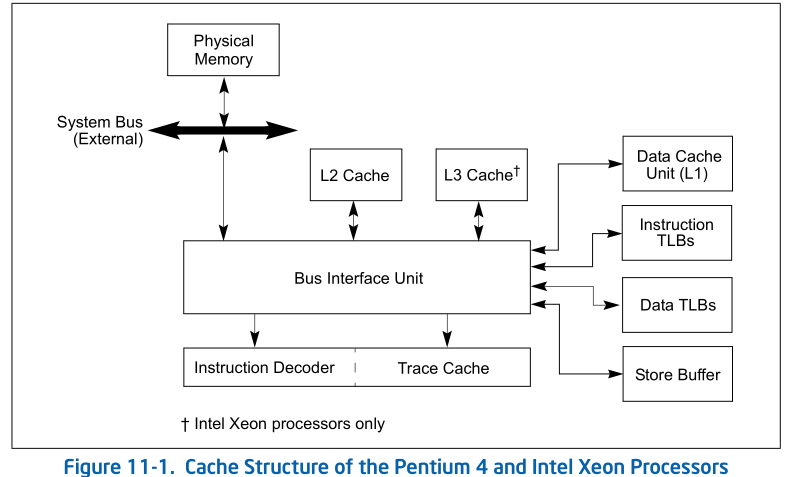 Physical
Memory
System Bus
(External)
L2 Cache
L3 Cache†
Data Cache
Unit (L1)
Instruction
TLBs
Bus Interface Unit
Data TLBs
Instruction Decoder
Trace Cache
Store Buffer
† Intel Xeon processors only
Figure 11-1. Cache Structure of the Pentium 4 and Intel Xeon Processors